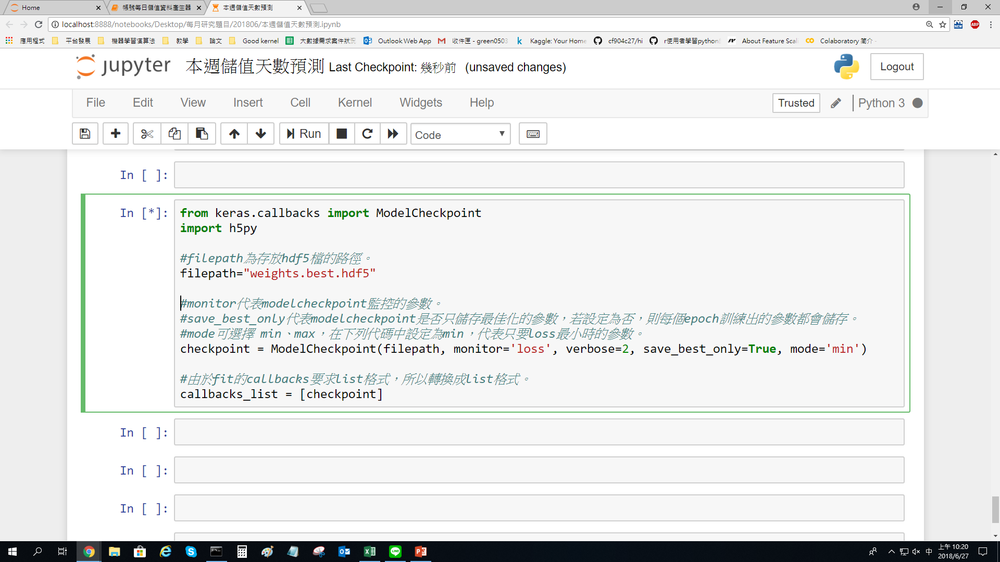 Home
帳號每日儲值資料產生器
本週儲值天數預測
localhost:8888/notebooks/Desktop/每月研究題目/201806/本週儲值天數預測.ipynb
應用程式 平台發展 機器學習演算法 教學 論文 Good kernel 大數據需求案件狀況 Outlook Web App 收件匣 - green0503 Kaggle: Your Home cf904c27/hi r使用者學習python About Feature Scal Colaboratory 簡介 -
jupyter 本週儲值天數預測 Last Checkpoint: 幾秒前 (unsaved changes)
Logout
File Edit View Insert Cell Kernel Widgets Help
Trusted Python 3
Run Code
In [ ]:
In [*]:
from keras.callbacks import ModelCheckpoint
import h5py
#filepath為存放hdf5檔的路徑。
filepath="weights.best.hdf5"
#monitor代表modelcheckpoint監控的參數。
#save_best_only代表modelcheckpoint是否只儲存最佳化的參數，若設定為否，則每個epoch訓練出的參數都會儲存。
#mode可選擇 min、max，在下列代碼中設定為min，代表只要loss最小時的參數。
checkpoint = ModelCheckpoint(filepath, monitor='loss', verbose=2, save_best_only=True, mode='min')
#由於fit的callbacks要求list格式，所以轉換成list格式。
callbacks_list = [checkpoint]
In [ ]:
In [ ]:
In [ ]:
中
上午 10:20
2018/6/27